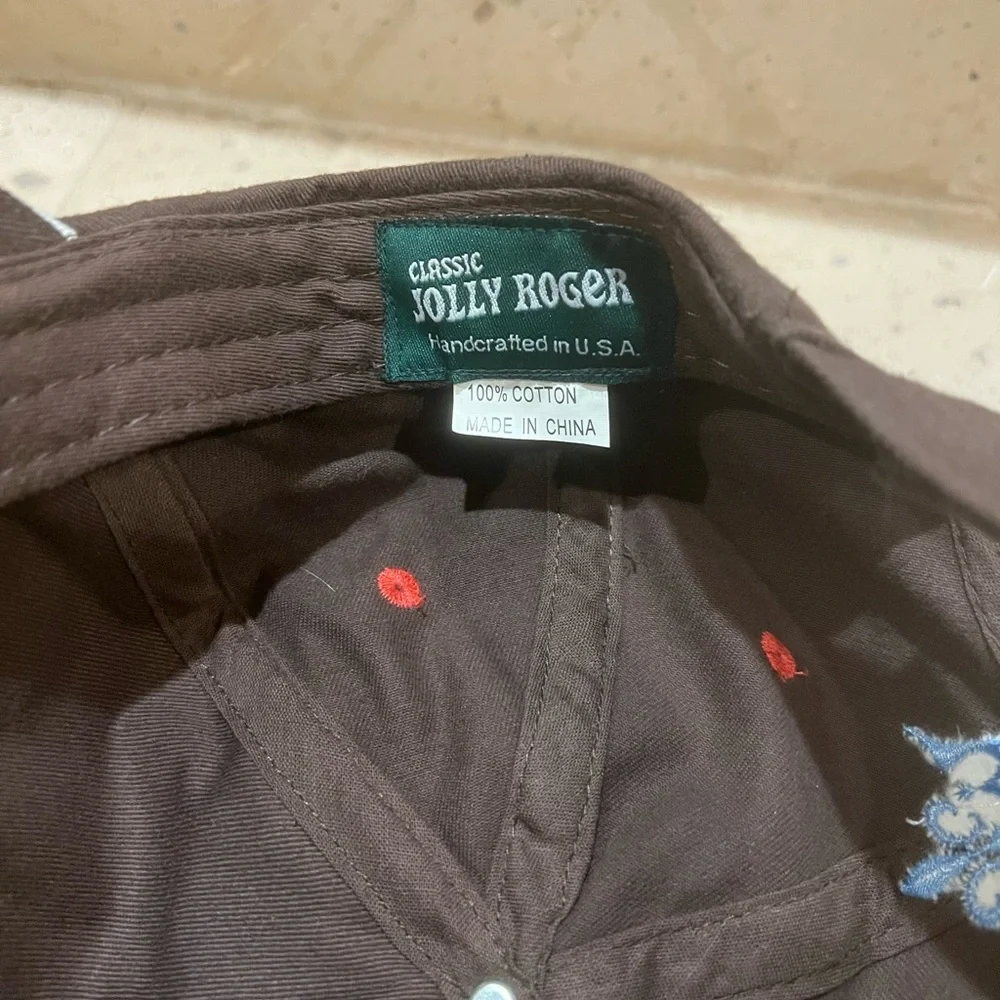 CLASSIC
JOLLY ROGER
Handcrafted in U.S.A.
100% COTTON
MADE IN CHINA